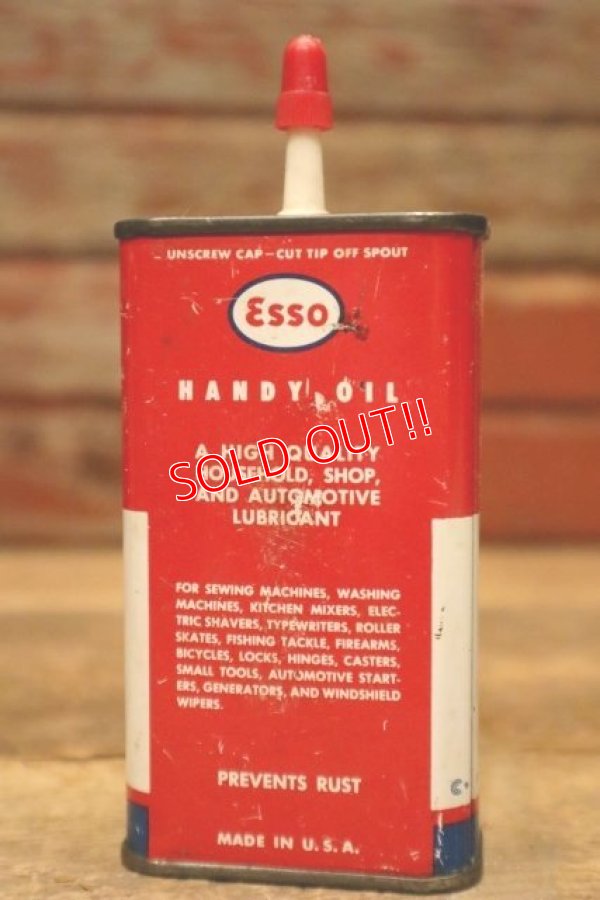 UNSCREW CAP – CUT TIP OFF SPOUT
Esso
HANDY OIL
A HIGH QUALITY
HOUSEHOLD, SHOP,
AND AUTOMOTIVE
LUBRICANT
SOLD OUT!!
FOR SEWING MACHINES, WASHING
MACHINES, KITCHEN MIXERS, ELEC-
TRIC SHAVERS, TYPEWRITERS, ROLLER
SKATES, FISHING TACKLE, FIREARMS,
BICYCLES, LOCKS, HINGES, CASTERS,
SMALL TOOLS, AUTOMOTIVE START-
ERS, GENERATORS, AND WINDSHIELD
WIPERS.
PREVENTS RUST
MADE IN U. S. A.